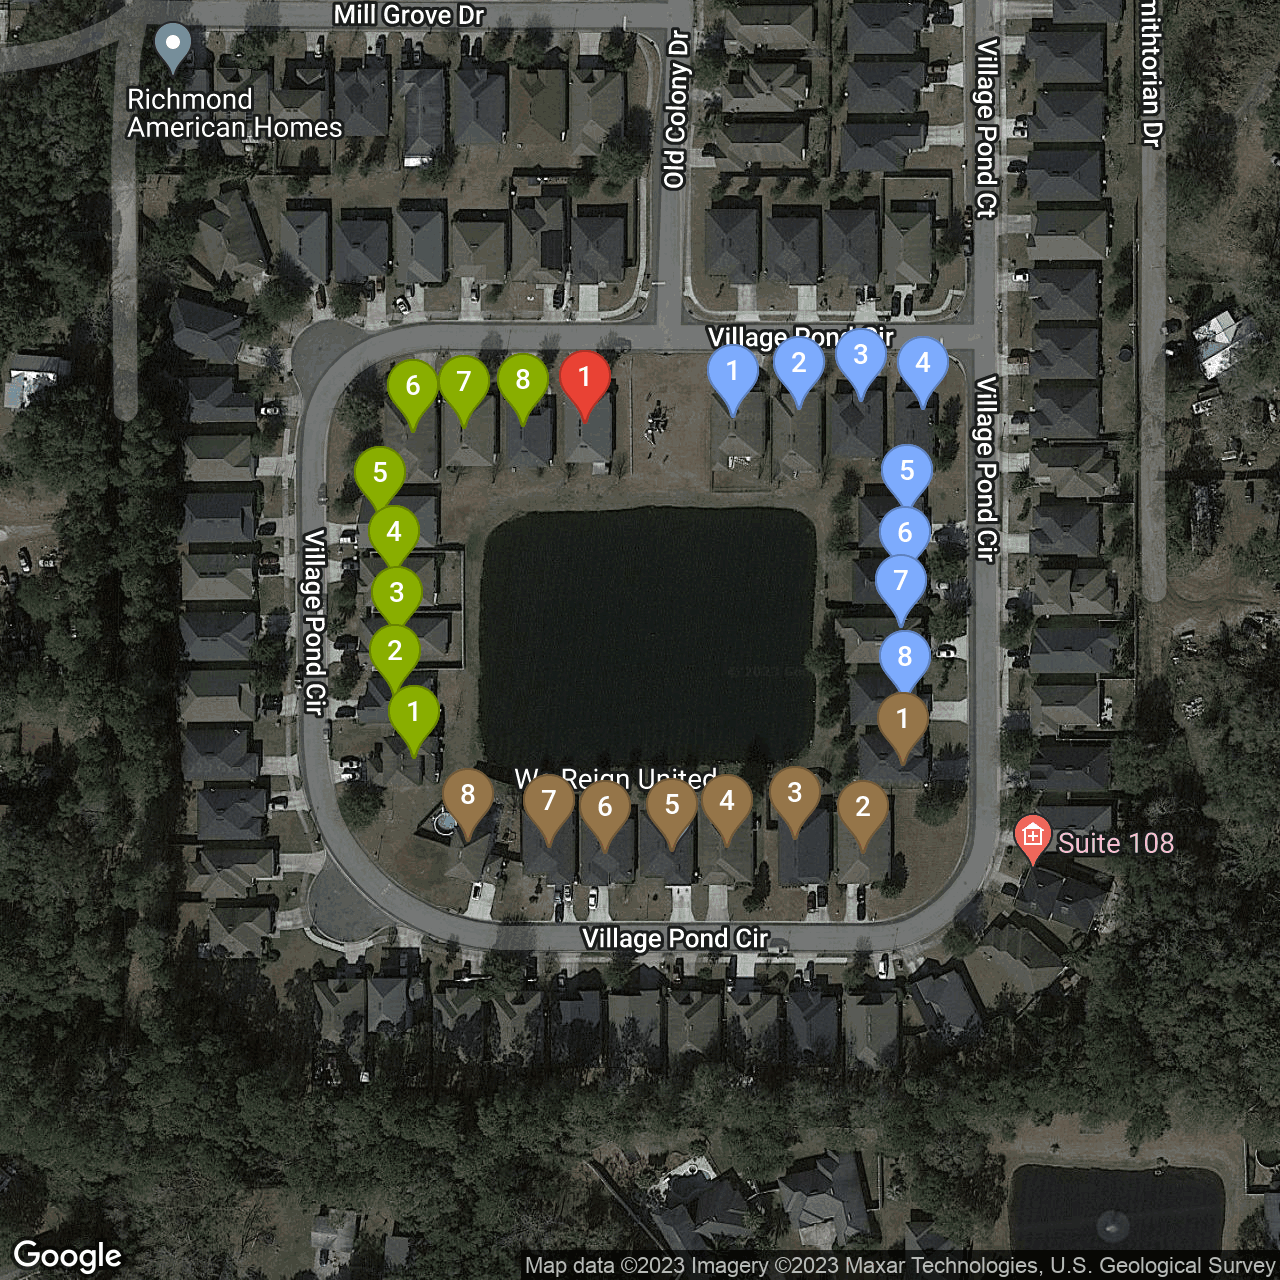 Mill Grove Dr
Richmond
American Homes
Old Colony Dr
Village Pond Ct
mithtorian Dr
Village Pond Cir
1
2
3
4
6
7
8
1
5
5
4
6
Village Pond Cir
3
7
Village Pond Cir
2
8
1
1
We Reign United
8
7
6
5
4
3
2
Suite 108
Village Pond Cir
Google
Map data ©2023 Imagery ©2023 Maxar Technologies, U.S. Geological Survey